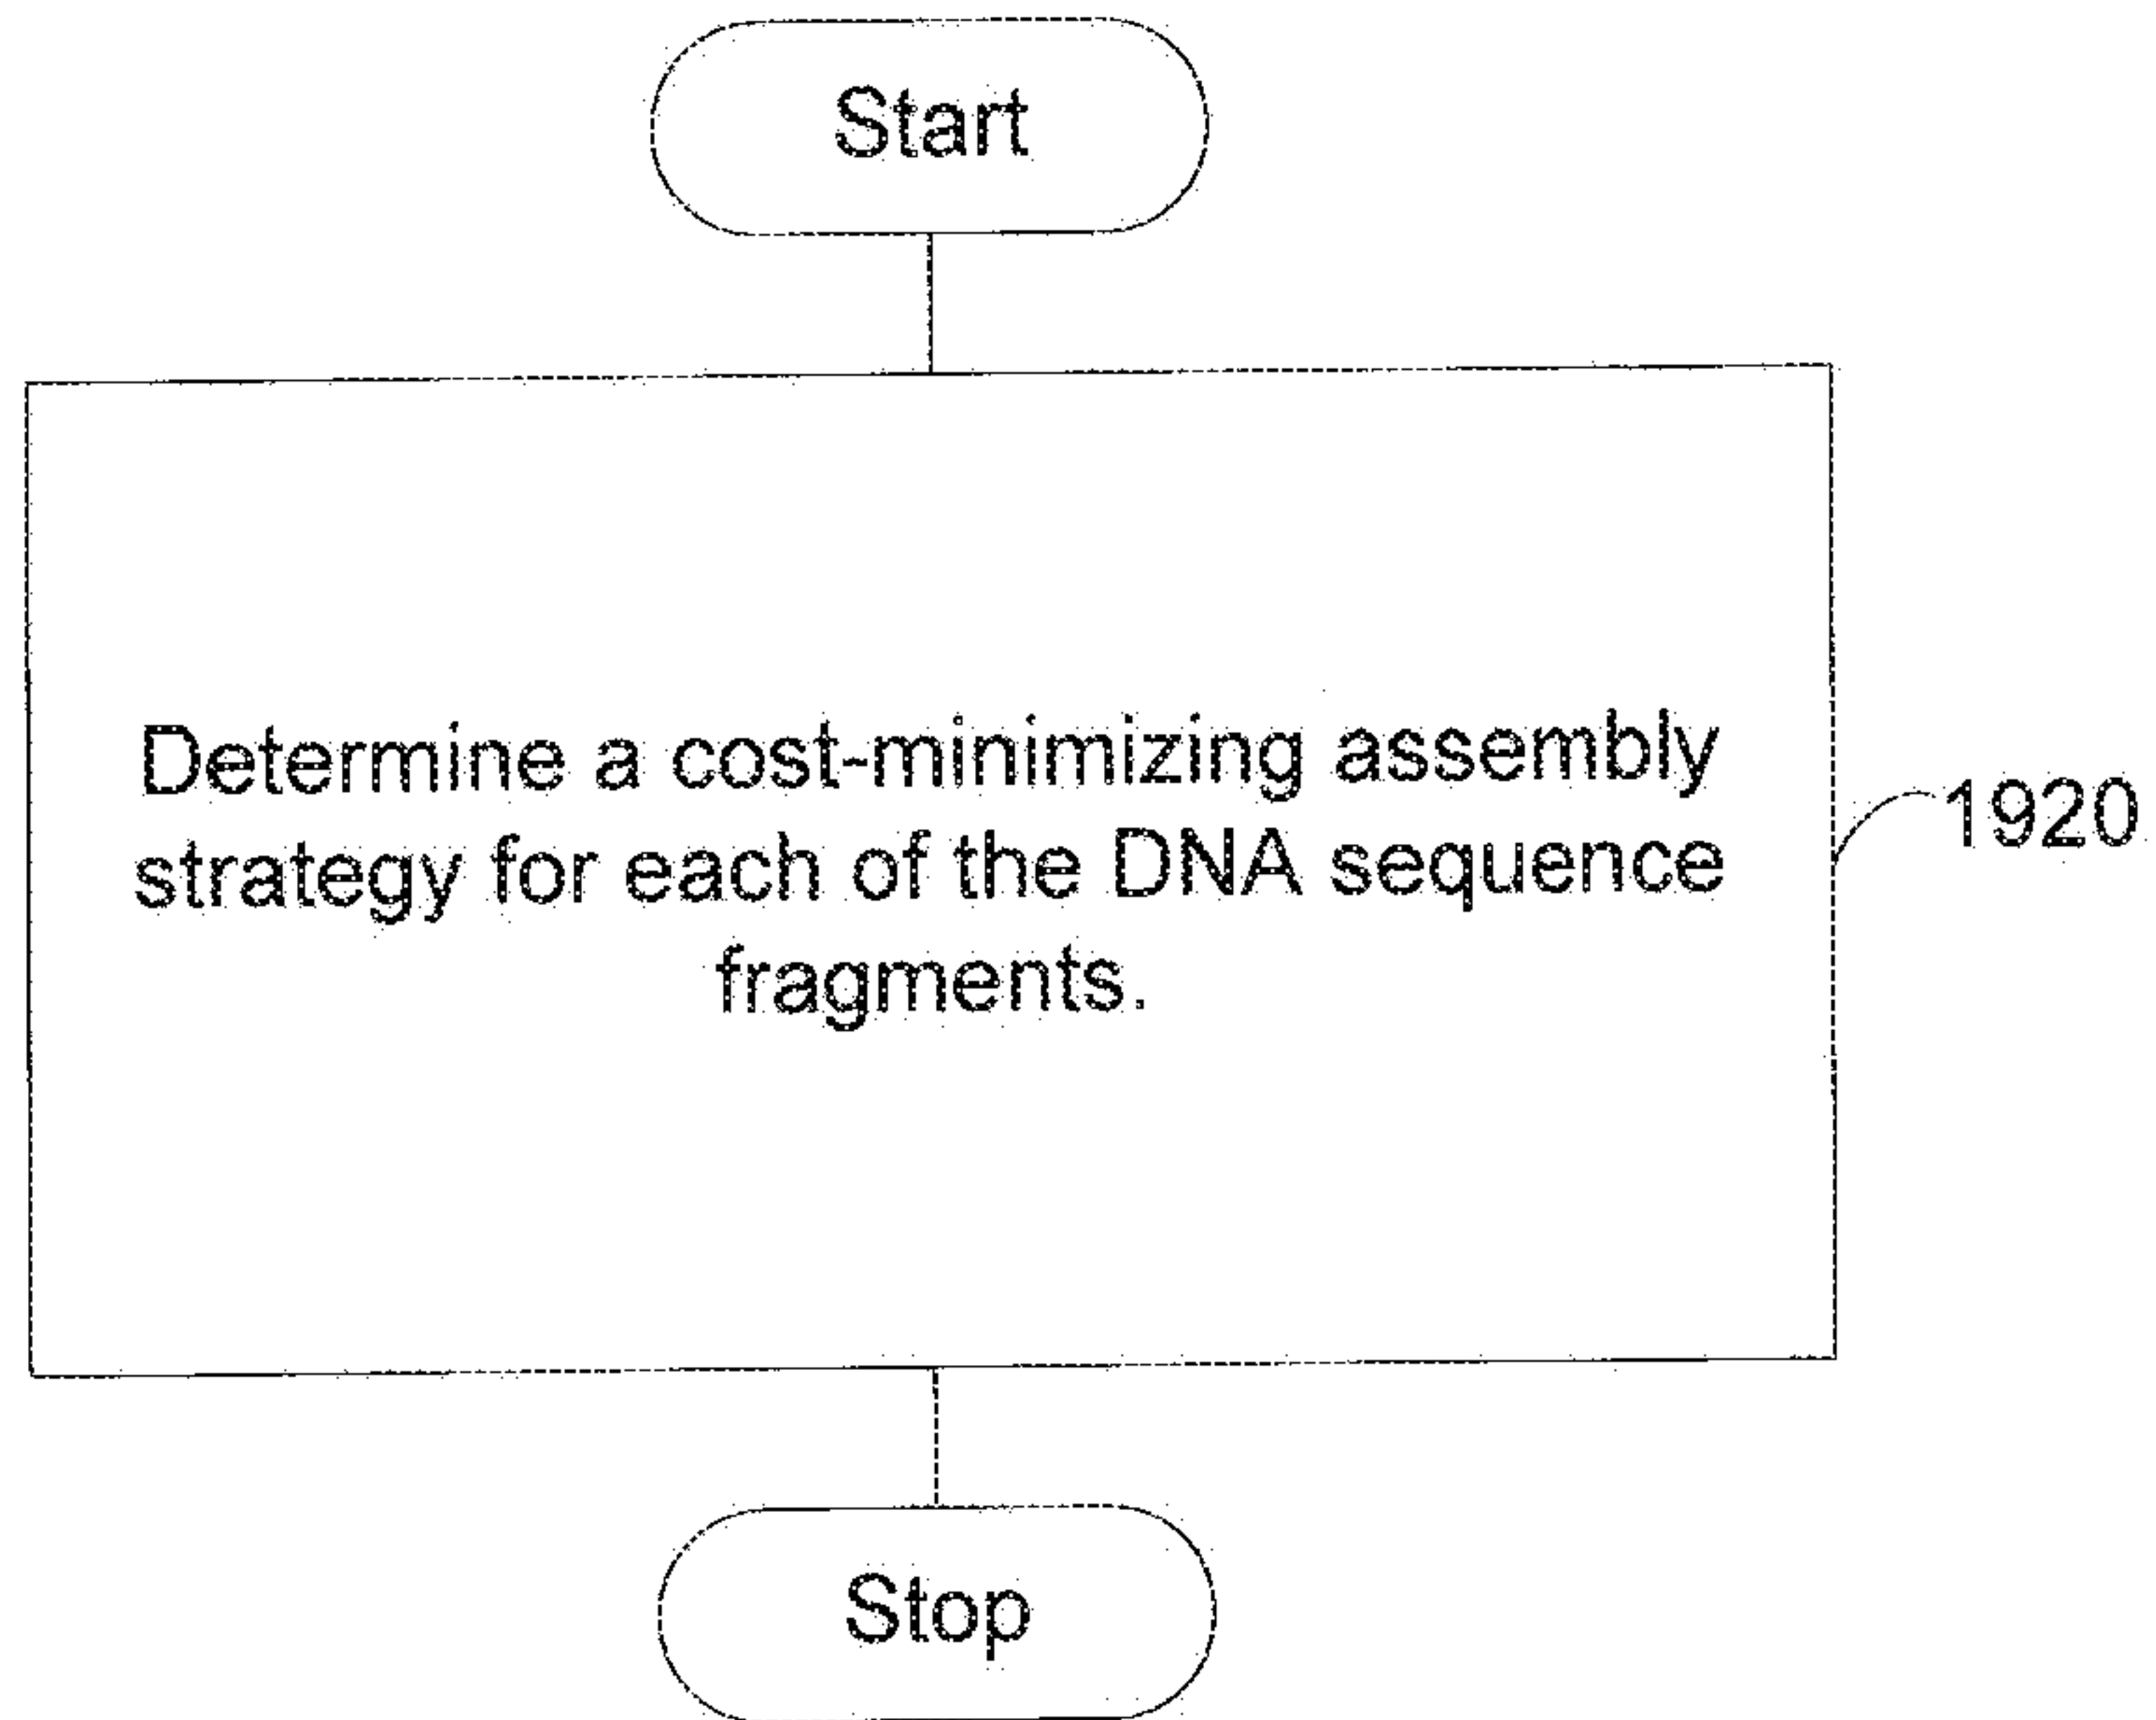 Start
Determine a cost-minimizing assembly
strategy for each of the DNA sequence
fragments.
1920
Stop